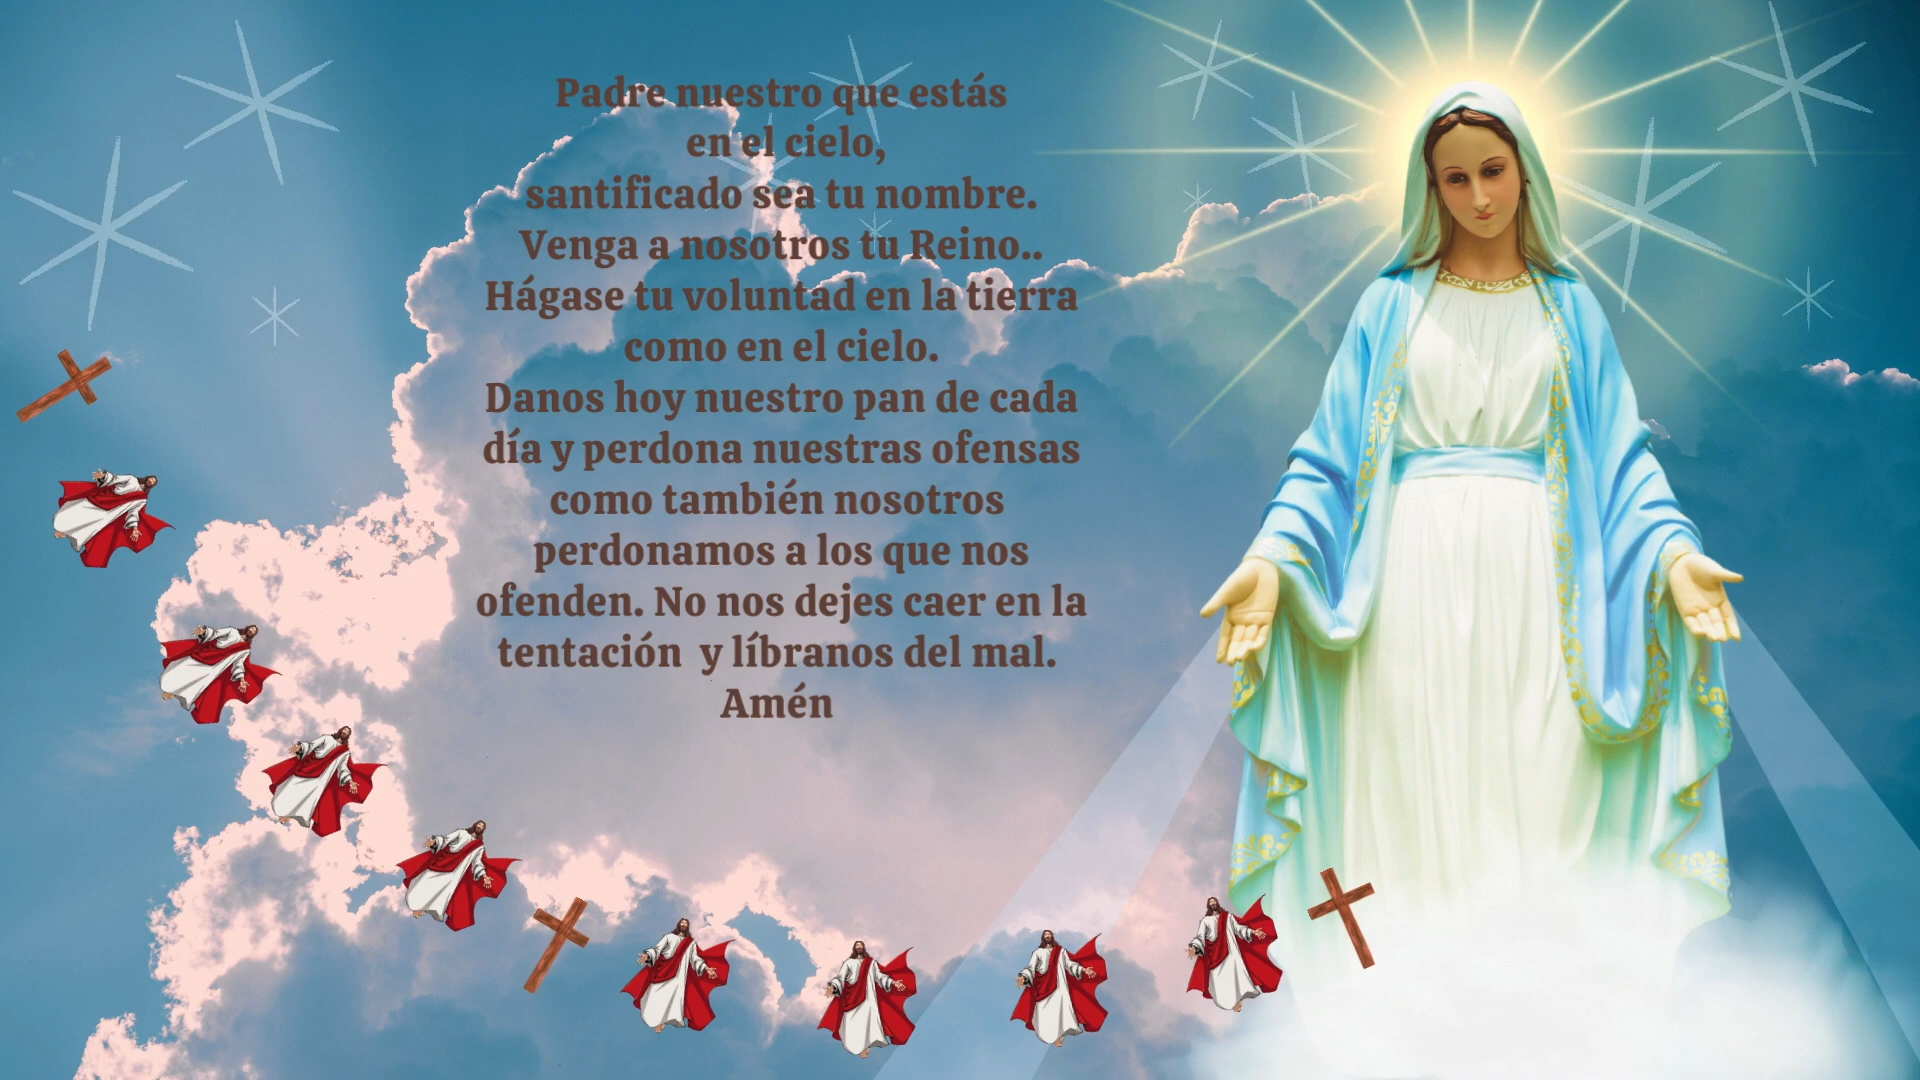 Padre nuestro que estás
en el cielo,
santificado sea tu nombre.
Venga a nosotros tu Reino..
Hágase tu voluntad en la tierra
como en el cielo.
Danos hoy nuestro pan de cada
día y perdona nuestras ofensas
como también nosotros
perdonamos a los que nos
ofenden. No nos dejes caer en la
tentación  y líbranos del mal.
Amén